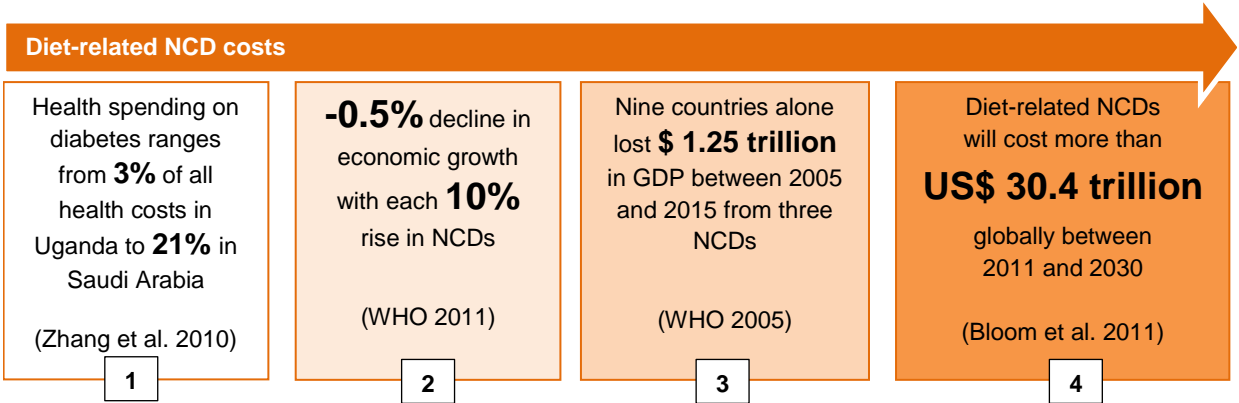 Diet-related NCD costs
Health spending on
diabetes ranges
from 3% of all
health costs in
Uganda to 21% in
Saudi Arabia
(Zhang et al. 2010)
1
-0.5% decline in
economic growth
with each 10%
rise in NCDs
(WHO 2011)
2
Nine countries alone
lost $ 1.25 trillion
in GDP between 2005
and 2015 from three
NCDs
(WHO 2005)
3
Diet-related NCDs
will cost more than
US$ 30.4 trillion
globally between
2011 and 2030
(Bloom et al. 2011)
4